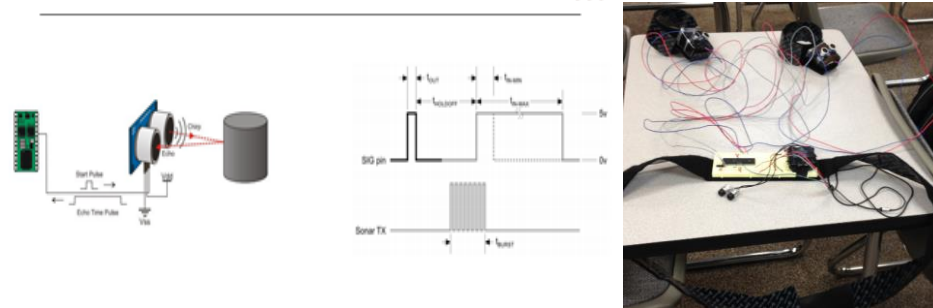 Chirp
Echo
Start Pulse
Vdd
Echo Time Pulse
Vss
tOUT
tIN-MIN
tHOLDOFF
tIN-MAX
5v
SIG pin
0v
Sonar TX
tBURST